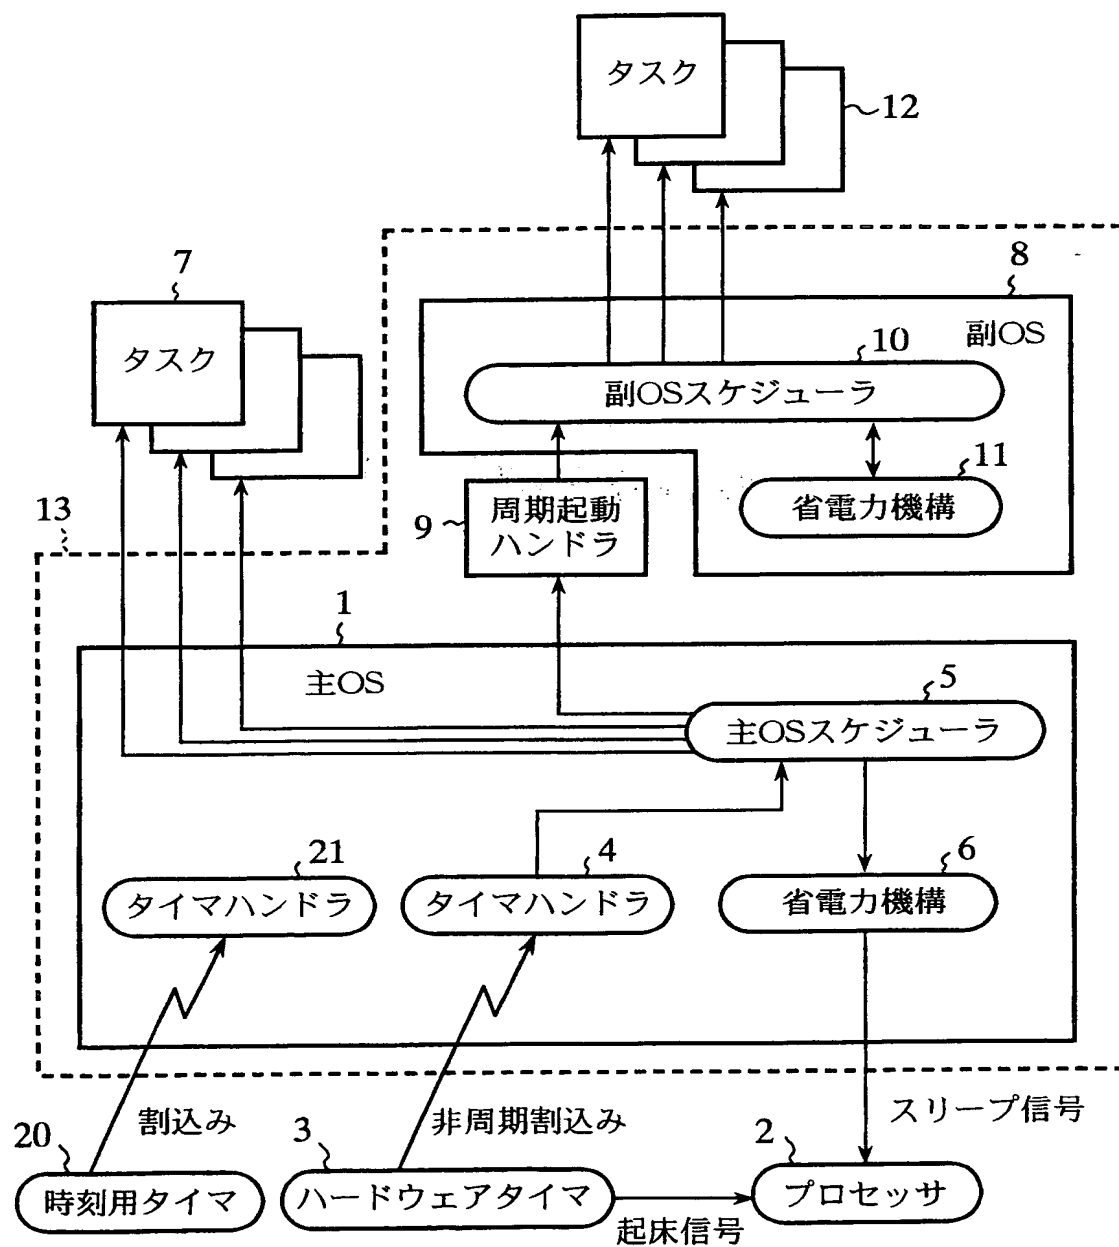 タスク
12
7
タスク
8
副OS
10
副OSスケジューラ
11
省電力機構
9
周期起動
ハンドラ
13
1
主OS
5
主OSスケジューラ
21
タイマハンドラ
4
タイマハンドラ
6
省電力機構
割込み
非周期割込み
スリープ信号
20
時刻用タイマ
3
ハードウェアタイマ
起床信号
2
プロセッサ